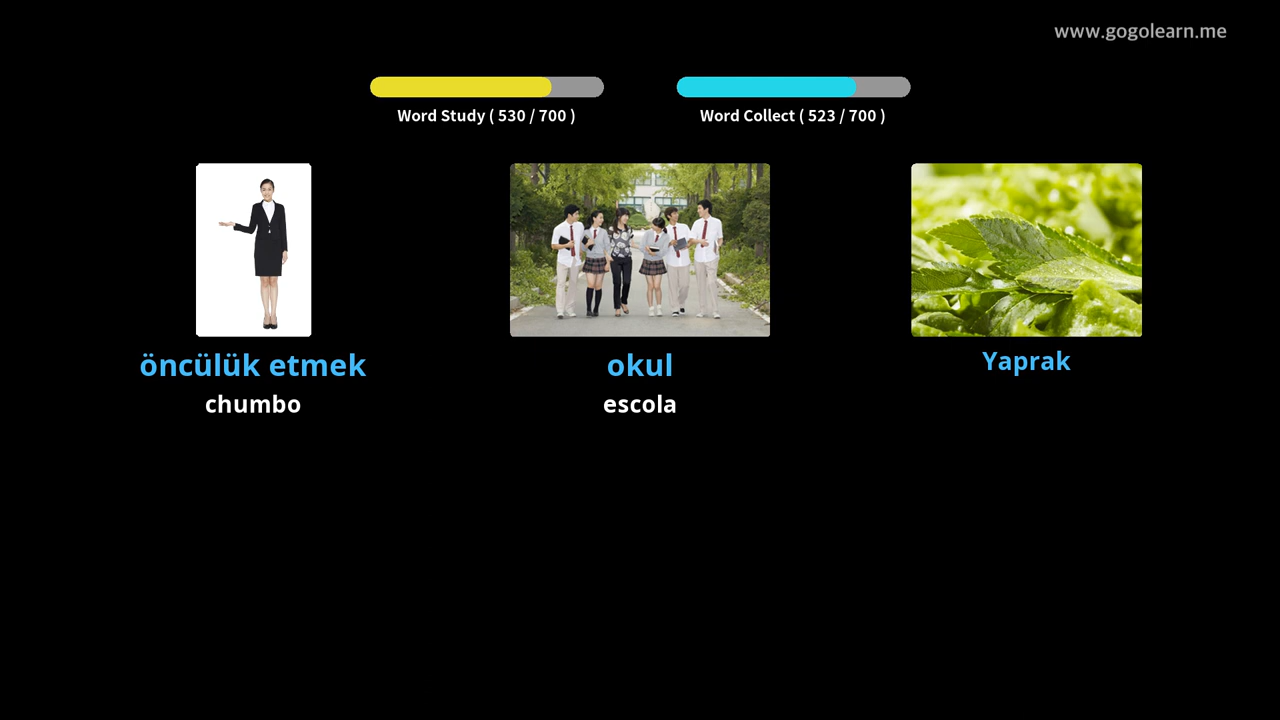 www.gogolearn.me
Word Study ( 530 / 700 )
Word Collect ( 523 / 700 )
öncülük etmek
chumbo
okul
escola
Yaprak